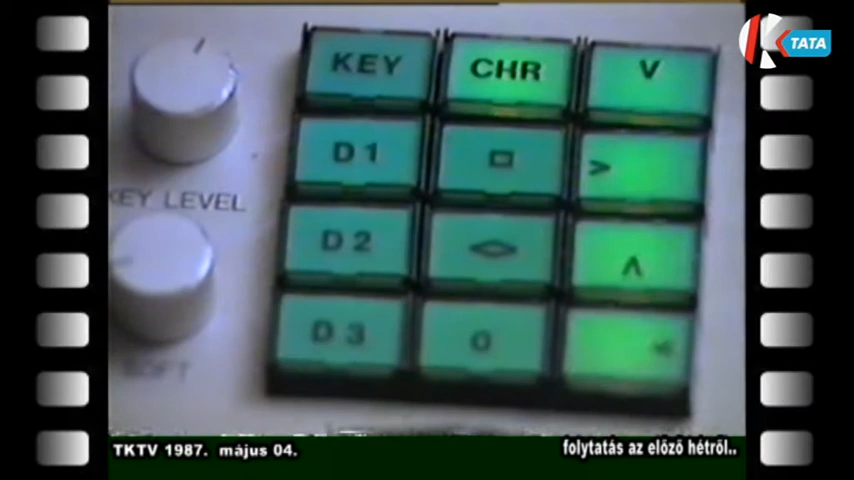 KEY CHR V
D1 >
D2 Λ
D3 0 <
KEY LEVEL
SOFT
TATA
TKTV 1987. május 04.
folytatás az előző hétről..